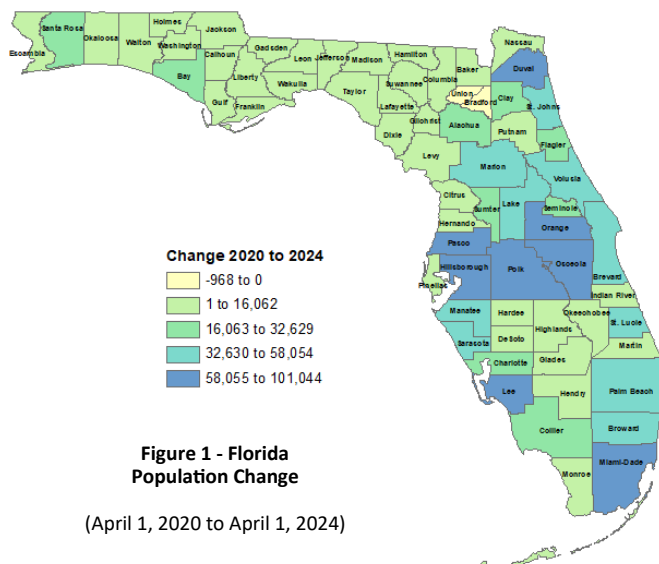 Holmes
Santa Rosa
Jackson
Okaloosa
Walton
Washington
Escambia
Calhoun
Bay
Gulf
Liberty
Franklin
Gadsden
Leon
Jefferson
Madison
Hamilton
Wakulla
Taylor
Suwannee
Columbia
Lafayette
Baker
Nassau
Duval
Union
Bradford
Clay
St. Johns
Gilchrist
Alachua
Putnam
Dixie
Flagler
Levy
Marion
Volusia
Citrus
Sumter
Lake
Seminole
Hernando
Orange
Pasco
Hillsborough
Polk
Osceola
Brevard
Pinellas
Indian River
Manatee
Hardee
Okeechobee
Highlands
St. Lucie
Sarasota
DeSoto
Martin
Charlotte
Glades
Lee
Hendry
Palm Beach
Collier
Broward
Monroe
Miami-Dade
Change 2020 to 2024
-968 to 0
1 to 16,062
16,063 to 32,629
32,630 to 58,054
58,055 to 101,044
Figure 1 - Florida
Population Change
(April 1, 2020 to April 1, 2024)